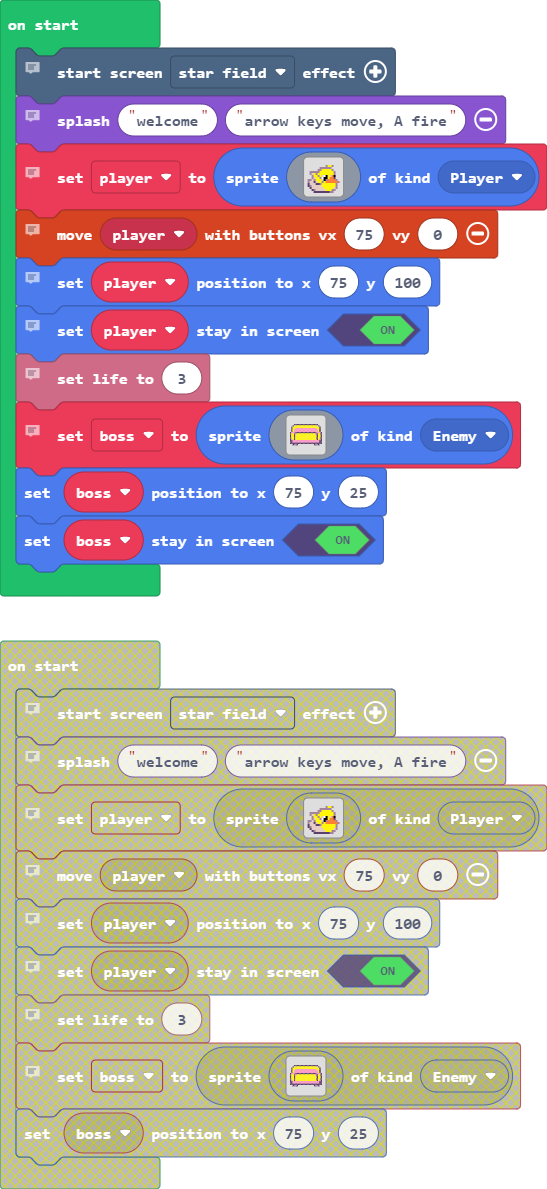 on start
start screen star field effect
splash "welcome" "arrow keys move, A fire"
set player to sprite of kind Player
move player with buttons vx 75 vy 0
set player position to x 75 y 100
set player stay in screen ON
set life to 3
set boss to sprite of kind Enemy
set boss position to x 75 y 25
set boss stay in screen ON
on start
start screen star field effect
splash "welcome" "arrow keys move, A fire"
set player to sprite of kind Player
move player with buttons vx 75 vy 0
set player position to x 75 y 100
set player stay in screen ON
set life to 3
set boss to sprite of kind Enemy
set boss position to x 75 y 25